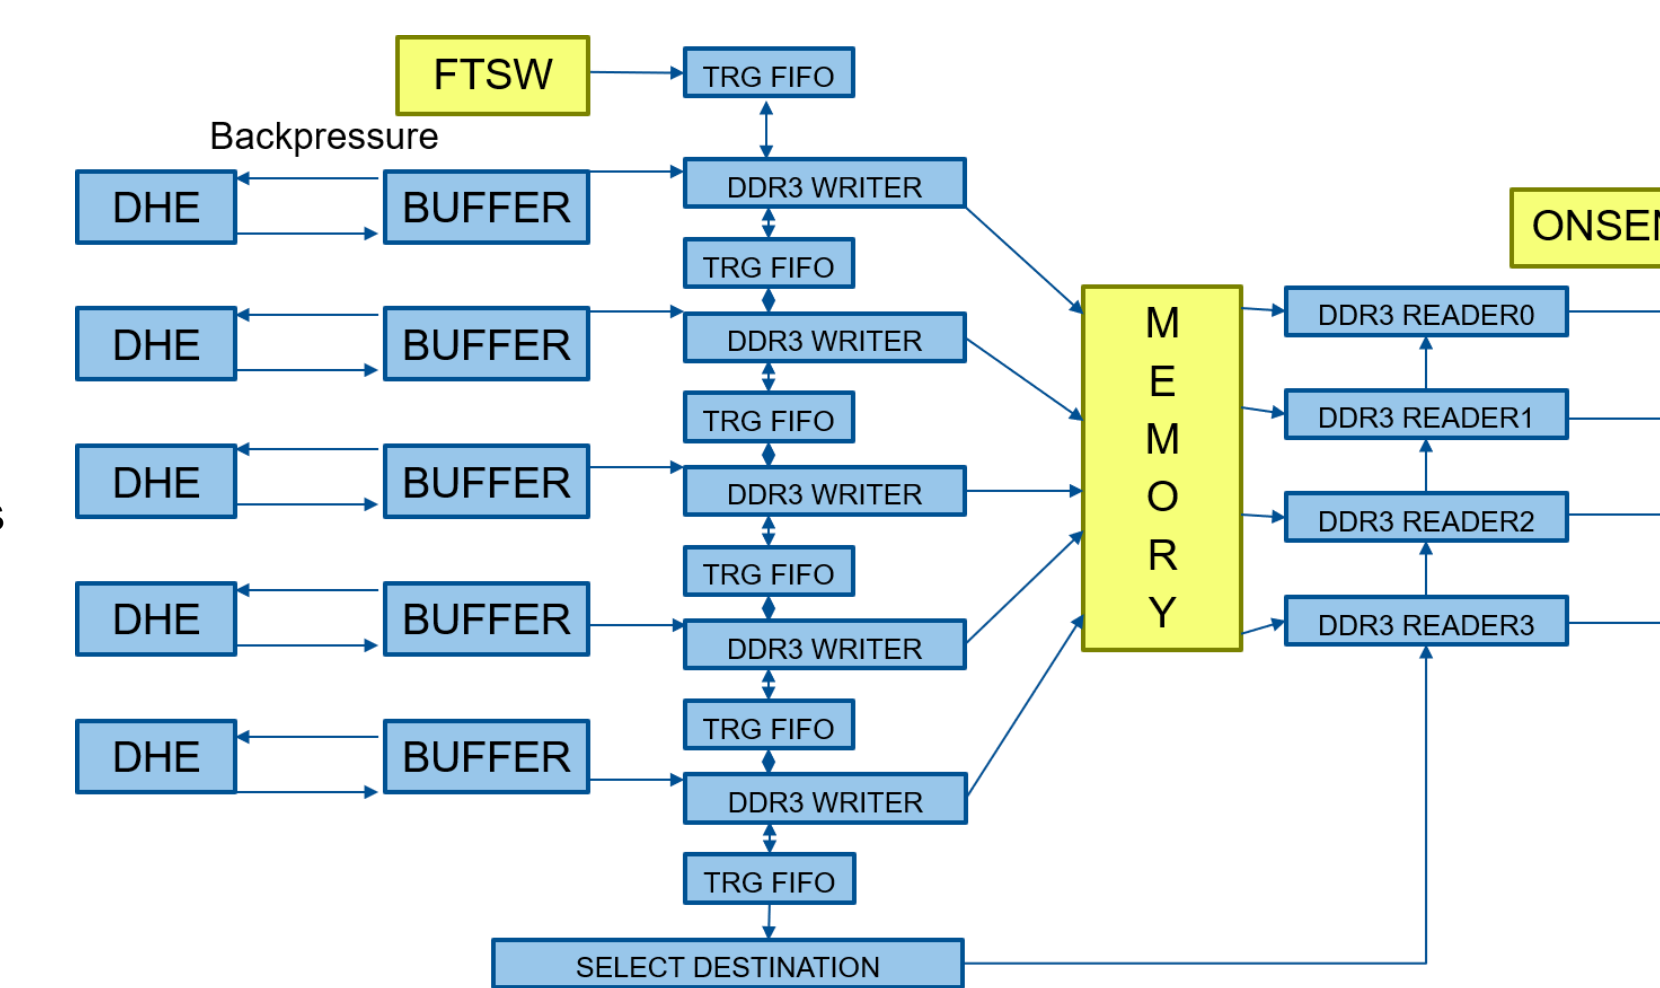 FTSW
TRG FIFO
Backpressure
DHE
BUFFER
DDR3 WRITER
TRG FIFO
DHE
BUFFER
DDR3 WRITER
TRG FIFO
DHE
BUFFER
DDR3 WRITER
TRG FIFO
DHE
BUFFER
DDR3 WRITER
TRG FIFO
DHE
BUFFER
DDR3 WRITER
TRG FIFO
SELECT DESTINATION
M
E
M
O
R
Y
DDR3 READER0
DDR3 READER1
DDR3 READER2
DDR3 READER3